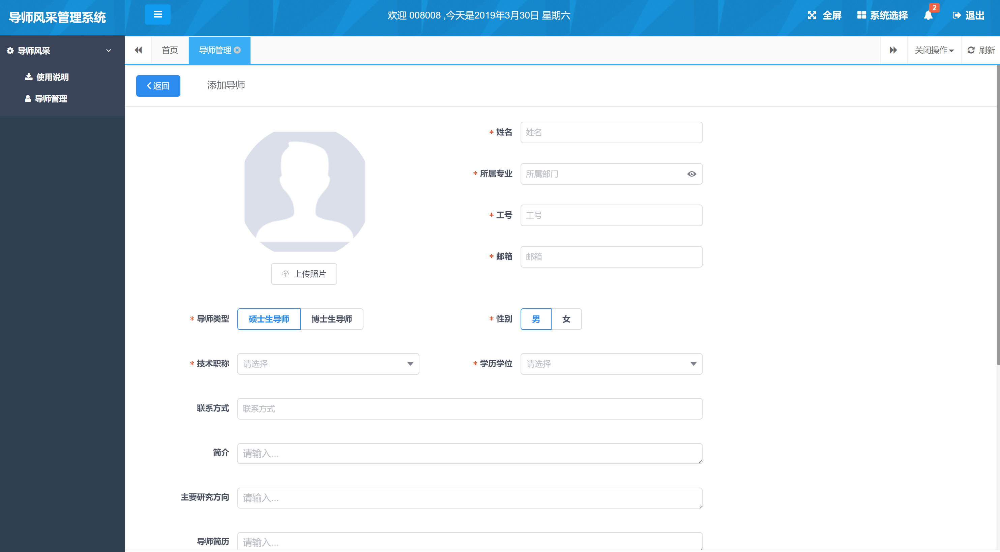 导师风采管理系统
欢迎 008008 ,今天是2019年3月30日 星期六
全屏
系统选择
2
退出
导师风采
使用说明
导师管理
首页
导师管理
关闭操作
刷新
返回
添加导师
* 姓名
姓名
* 所属专业
所属部门
* 工号
工号
* 邮箱
邮箱
上传照片
* 导师类型
硕士生导师
博士生导师
* 性别
男
女
* 技术职称
请选择
* 学历学位
请选择
联系方式
联系方式
简介
请输入...
主要研究方向
请输入...
导师简历
请输入...